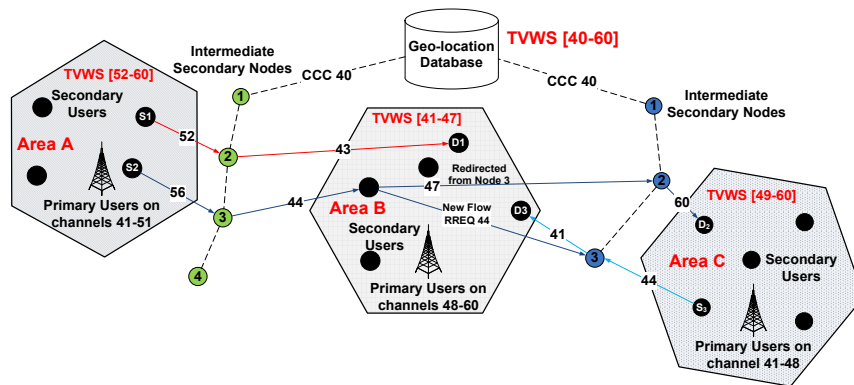 TVWS [40-60]
Geo-location
Database
CCC 40
CCC 40
Intermediate
Secondary Nodes
1
2
3
4
TVWS [52-60]
Secondary
Users
S1
S2
Area A
Primary Users on
channels 41-51
52
56
43
44
TVWS [41-47]
D1
Redirected
from Node 3
47
Area B
New Flow
RREQ 44
D3
Secondary
Users
Primary Users on
channels 48-60
41
Intermediate
Secondary Nodes
1
2
3
60
44
TVWS [49-60]
D2
Area C
Secondary
Users
S3
Primary Users on
channel 41-48